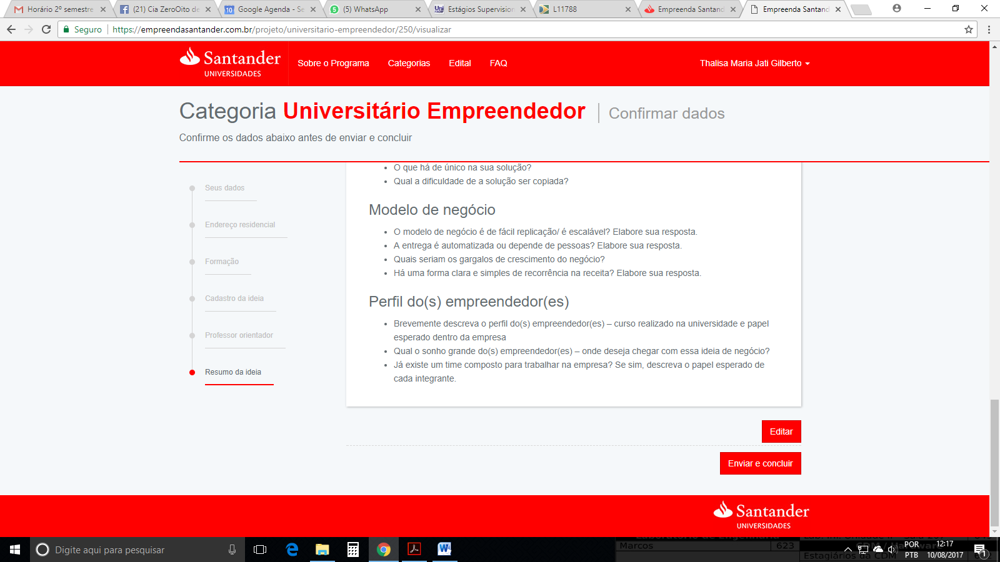 Horário 2º semestre
(21) Cia ZeroOito de
Google Agenda - Se
(5) WhatsApp
Estágios Supervision
L11788
Empreenda Santand
Empreenda Santand
Seguro
https://empreendasantander.com.br/projeto/universitario-empreendedor/250/visualizar
Santander
UNIVERSIDADES
Sobre o Programa
Categorias
Edital
FAQ
Thalisa Maria Jati Gilberto
Categoria Universitário Empreendedor | Confirmar dados
Confirme os dados abaixo antes de enviar e concluir
Seus dados
Endereço residencial
Formação
Cadastro da ideia
Professor orientador
Resumo da ideia
• O que há de único na sua solução?
• Qual a dificuldade de a solução ser copiada?
Modelo de negócio
• O modelo de negócio é de fácil replicação/ é escalável? Elabore sua resposta.
• A entrega é automatizada ou depende de pessoas? Elabore sua resposta.
• Quais seriam os gargalos de crescimento do negócio?
• Há uma forma clara e simples de recorrência na receita? Elabore sua resposta.
Perfil do(s) empreendedor(es)
• Brevemente descreva o perfil do(s) empreendedor(es) – curso realizado na universidade e papel
esperado dentro da empresa
• Qual o sonho grande do(s) empreendedor(es) – onde deseja chegar com essa ideia de negócio?
• Já existe um time composto para trabalhar na empresa? Se sim, descreva o papel esperado de
cada integrante.
Editar
Enviar e concluir
Santander
UNIVERSIDADES
Digite aqui para pesquisar
Laboratório de Engenharia
Marcos
623
CDM / Hardware
Estagiários da CDM
POR
PTB
12:17
10/08/2017
1